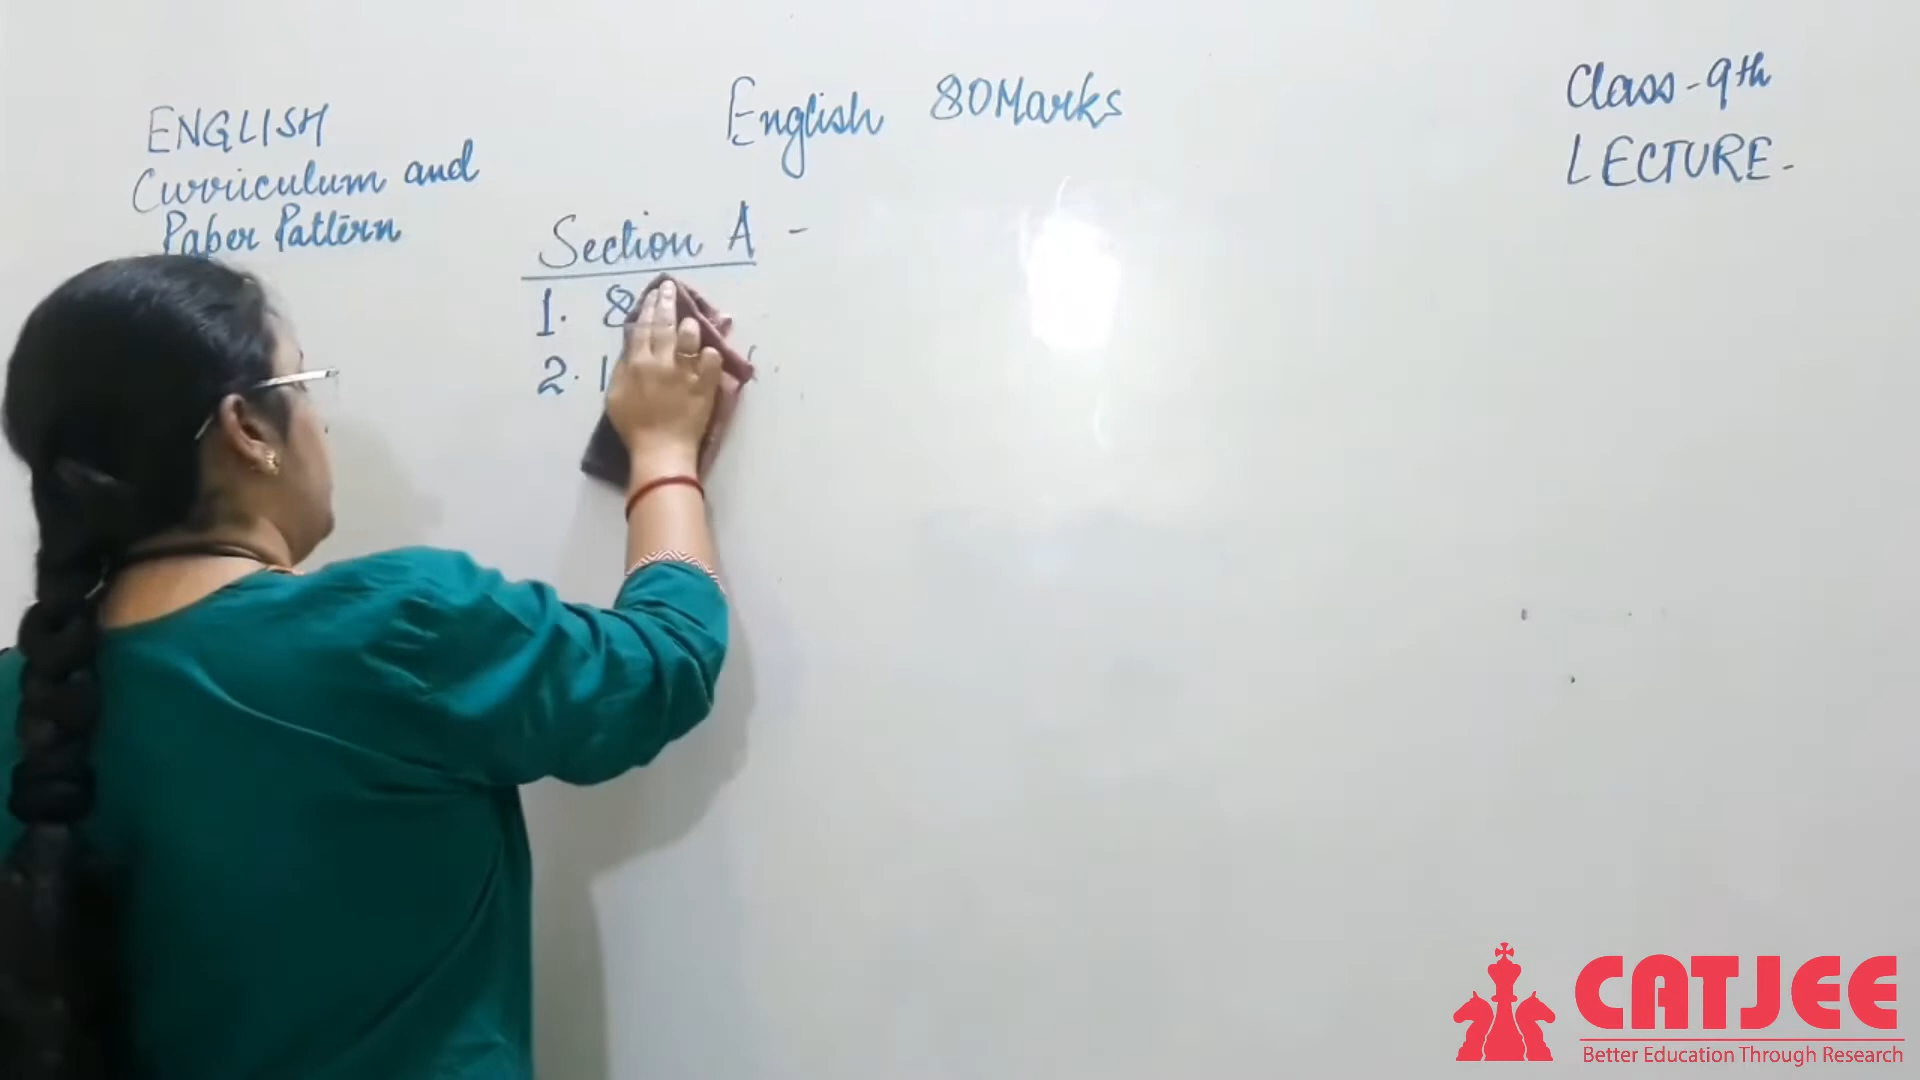 ENGLISH
Curriculum and
Paper Pattern
English 80Marks
Class-9th
LECTURE-
Section A -
1. 8
2. 1
CATJEE
Better Education Through Research